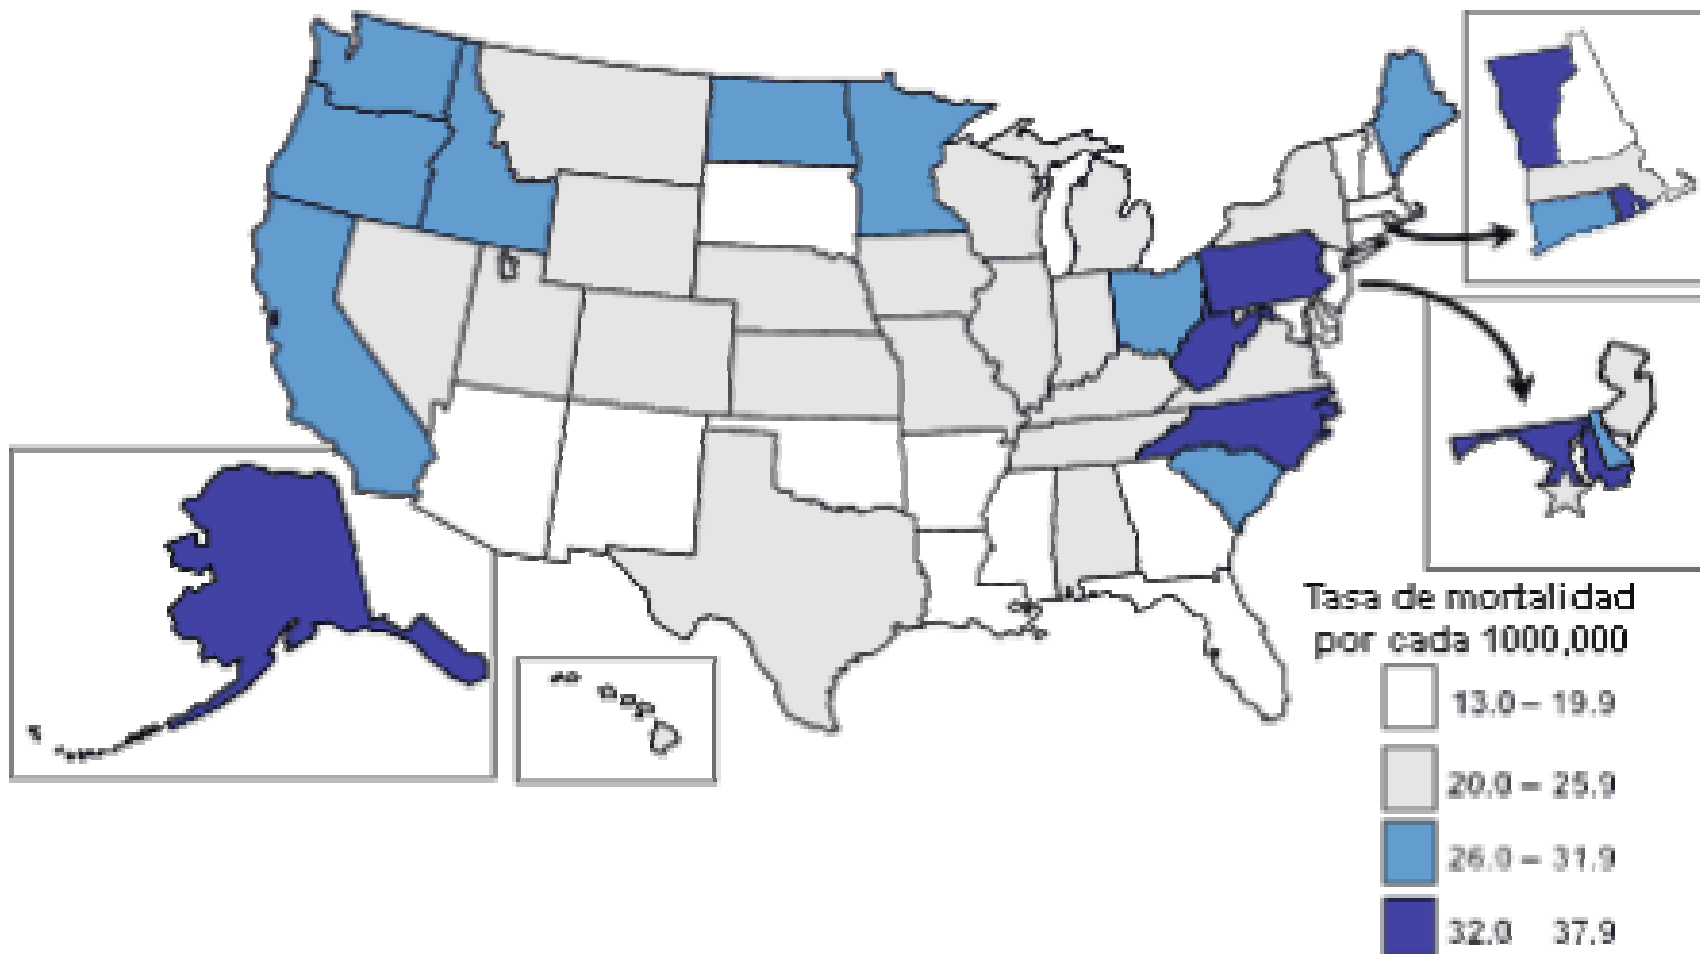 Tasa de mortalidad
por cada 1000,000
13.0 – 19.9
20.0 – 25.9
26.0 – 31.9
32.0 37.9